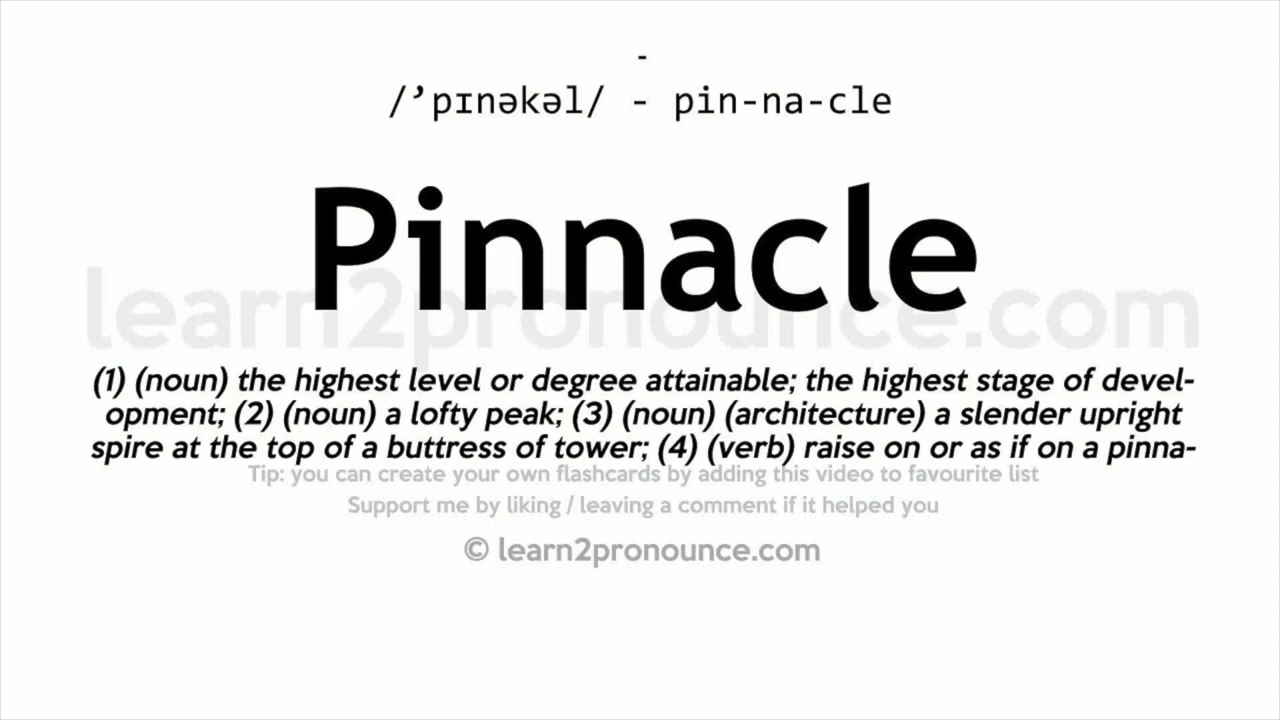 -
/’pɪnəkəl/ - pin-na-cle
Pinnacle
learn2pronounce.com
(1) (noun) the highest level or degree attainable; the highest stage of devel-
opment; (2) (noun) a lofty peak; (3) (noun) (architecture) a slender upright
spire at the top of a buttress of tower; (4) (verb) raise on or as if on a pinna-
Tip: you can create your own flashcards by adding this video to favourite list
Support me by liking / leaving a comment if it helped you
© learn2pronounce.com